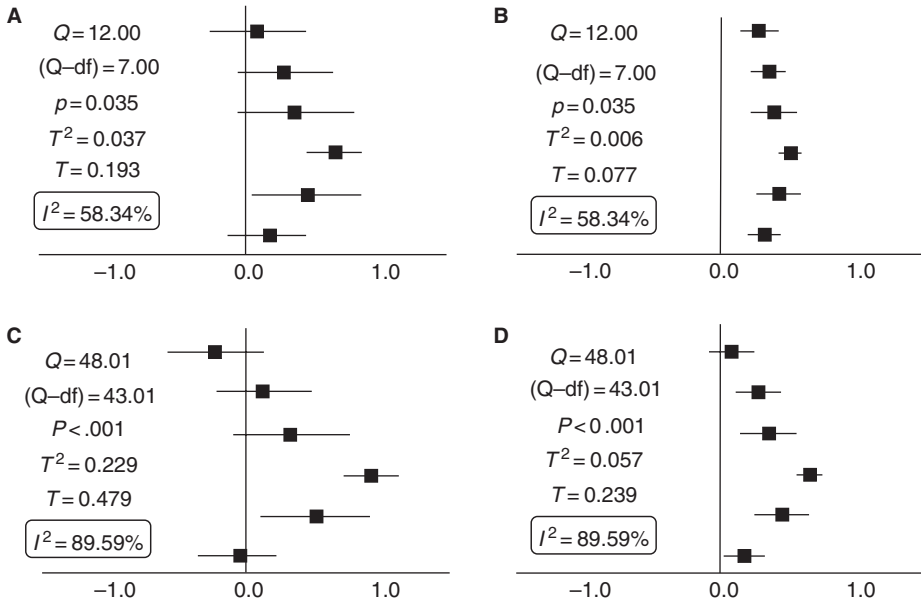 A
Q = 12.00
(Q–df) = 7.00
p = 0.035
T² = 0.037
T = 0.193
I² = 58.34%
–1.0 0.0 1.0
B
Q = 12.00
(Q–df) = 7.00
p = 0.035
T² = 0.006
T = 0.077
I² = 58.34%
–1.0 0.0 1.0
C
Q = 48.01
(Q–df) = 43.01
P < .001
T² = 0.229
T = 0.479
I² = 89.59%
–1.0 0.0 1.0
D
Q = 48.01
(Q–df) = 43.01
P < 0 .001
T² = 0.057
T = 0.239
I² = 89.59%
–1.0 0.0 1.0